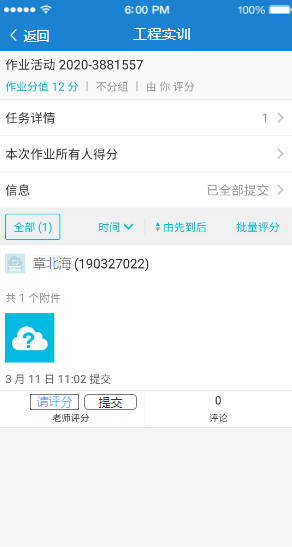 6:00 PM 100%
返回 工程实训
作业活动 2020-3881557
作业分值 12 分 | 不分组 | 由 你 评分
任务详情 1
本次作业所有人得分
信息 已全部提交
全部 (1) 时间 由先到后 批量评分
章北海 (190327022)
共 1 个附件
3 月 11 日 11:02 提交
请评分 提交 0
老师评分 评论